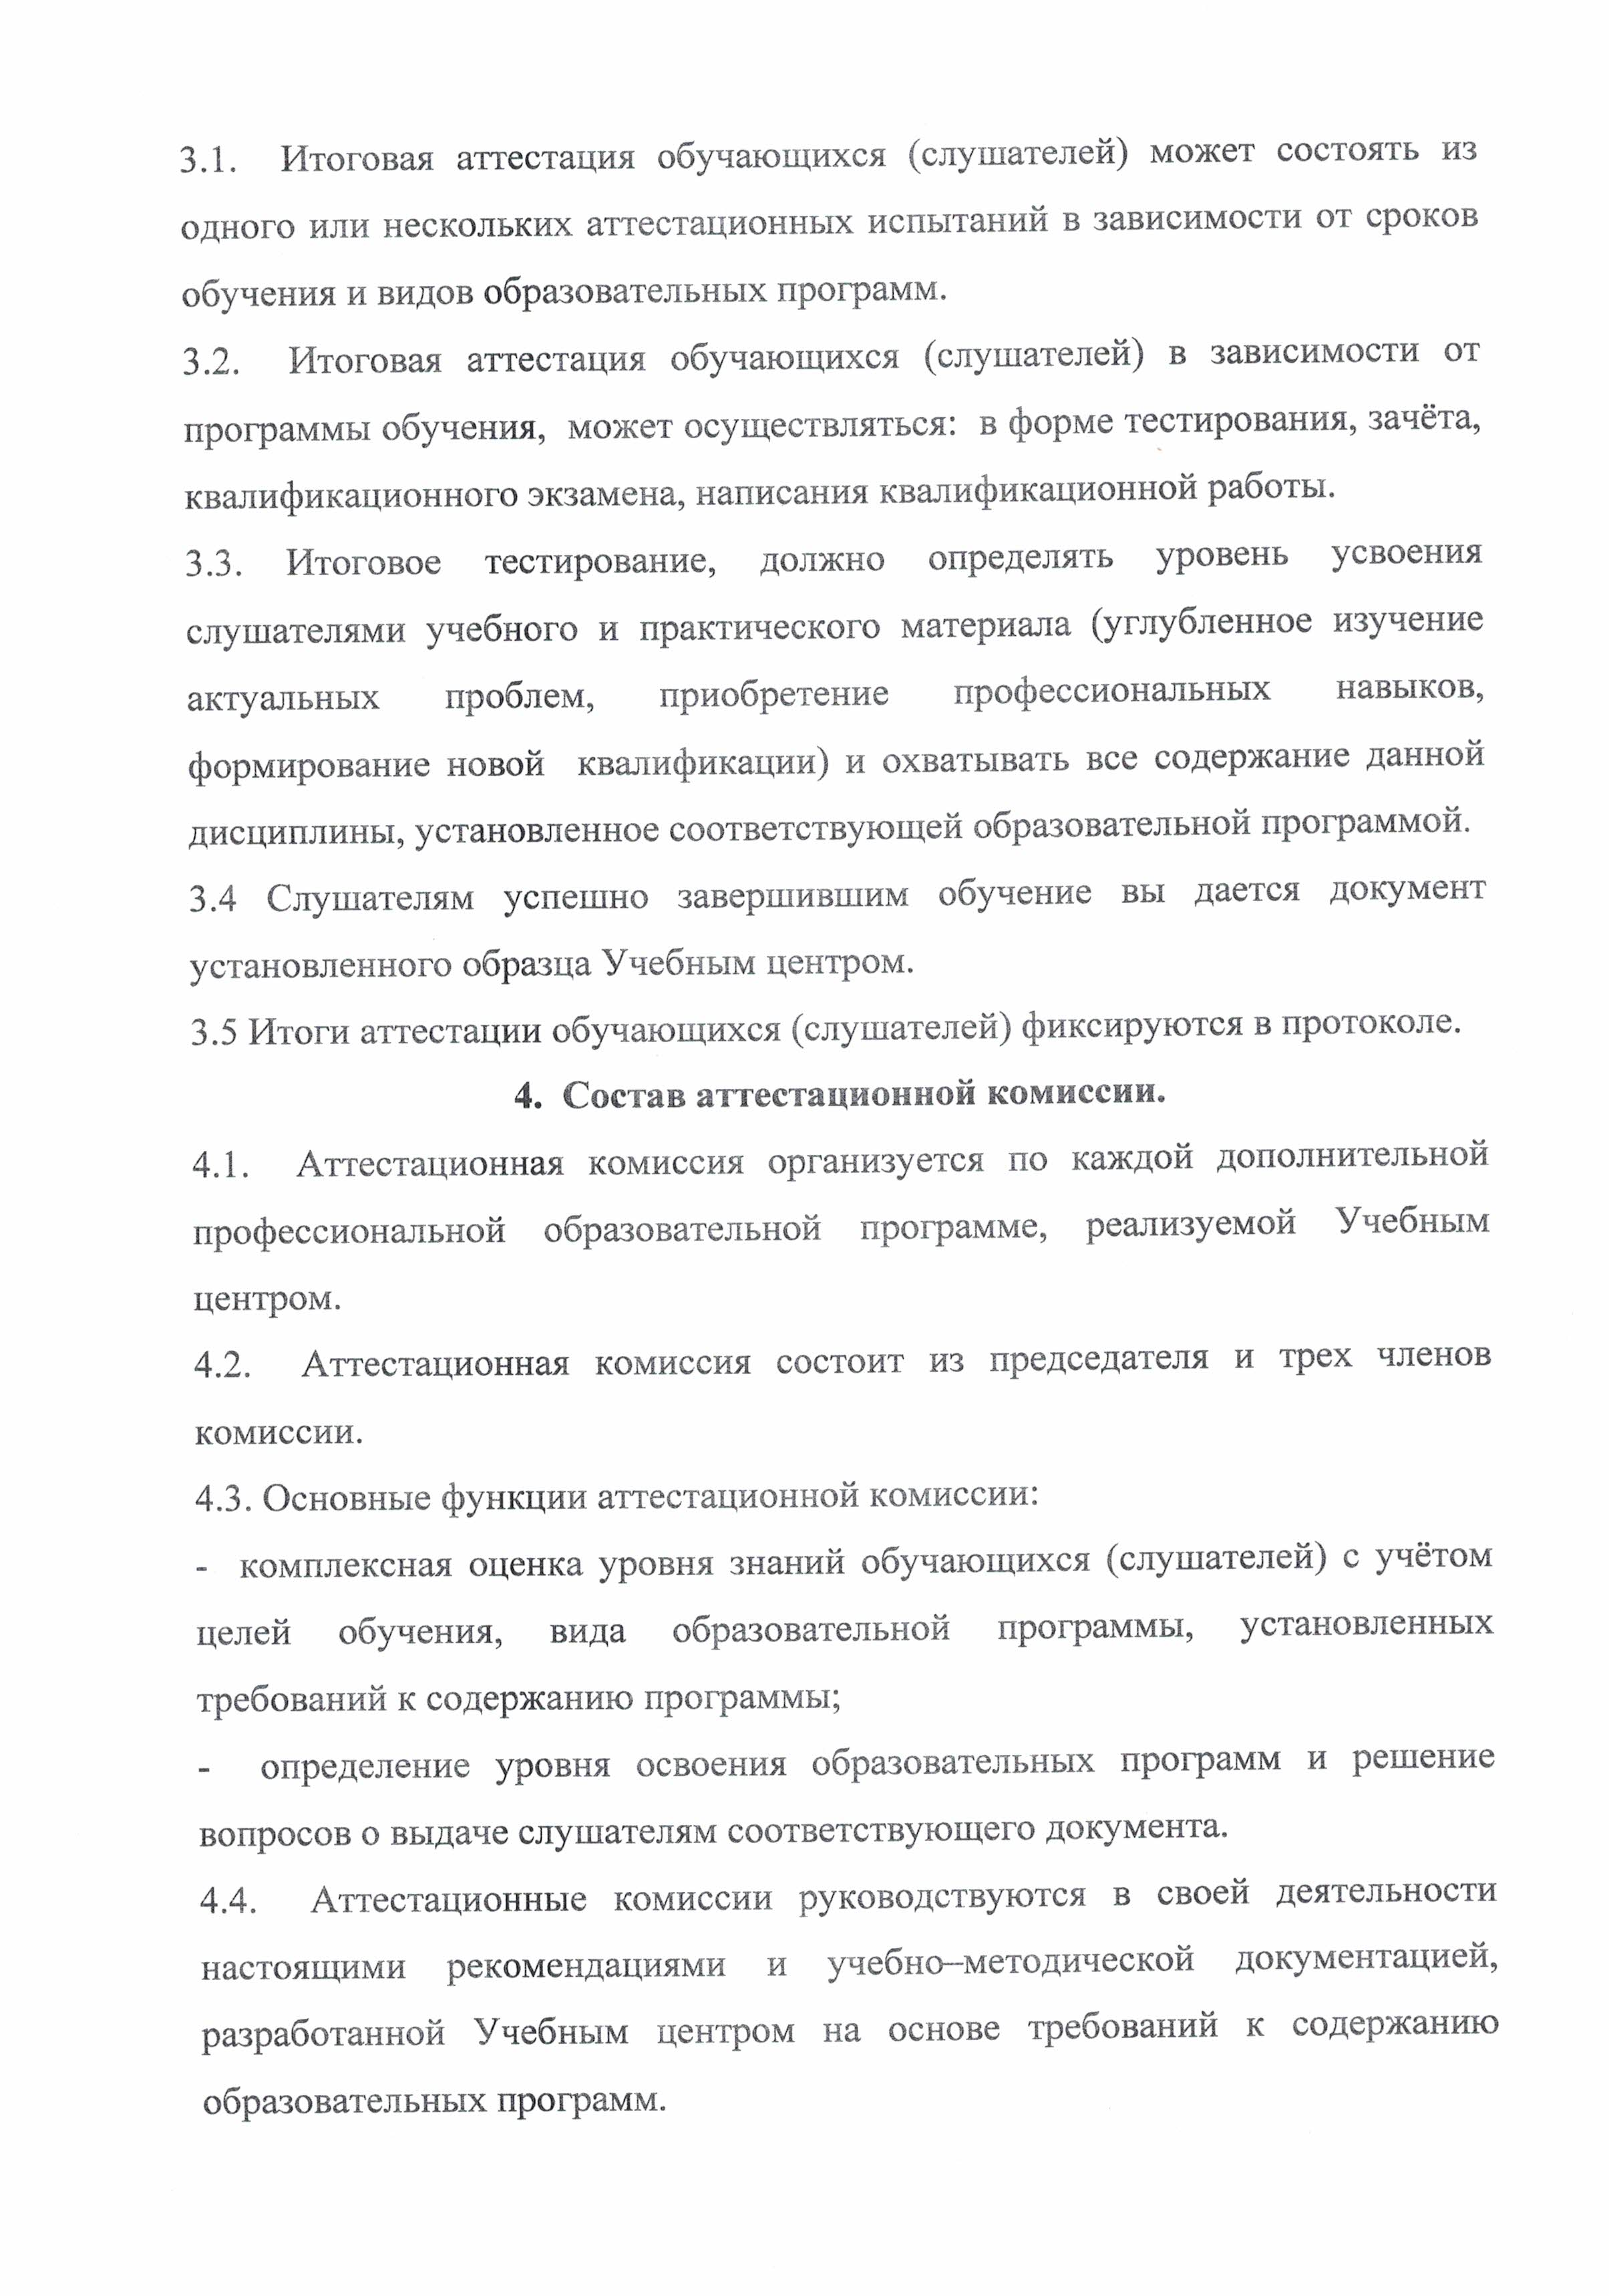 3.1. Итоговая аттестация обучающихся (слушателей) может состоять из
одного или нескольких аттестационных испытаний в зависимости от сроков
обучения и видов образовательных программ.
3.2. Итоговая аттестация обучающихся (слушателей) в зависимости от
программы обучения, может осуществляться: в форме тестирования, зачёта,
квалификационного экзамена, написания квалификационной работы.
3.3. Итоговое тестирование, должно определять уровень усвоения
слушателями учебного и практического материала (углубленное изучение
актуальных проблем, приобретение профессиональных навыков,
формирование новой квалификации) и охватывать все содержание данной
дисциплины, установленное соответствующей образовательной программой.
3.4 Слушателям успешно завершившим обучение вы дается документ
установленного образца Учебным центром.
3.5 Итоги аттестации обучающихся (слушателей) фиксируются в протоколе.
4. Состав аттестационной комиссии.
4.1. Аттестационная комиссия организуется по каждой дополнительной
профессиональной образовательной программе, реализуемой Учебным
центром.
4.2. Аттестационная комиссия состоит из председателя и трех членов
комиссии.
4.3. Основные функции аттестационной комиссии:
- комплексная оценка уровня знаний обучающихся (слушателей) с учётом
целей обучения, вида образовательной программы, установленных
требований к содержанию программы;
- определение уровня освоения образовательных программ и решение
вопросов о выдаче слушателям соответствующего документа.
4.4. Аттестационные комиссии руководствуются в своей деятельности
настоящими рекомендациями и учебно–методической документацией,
разработанной Учебным центром на основе требований к содержанию
образовательных программ.